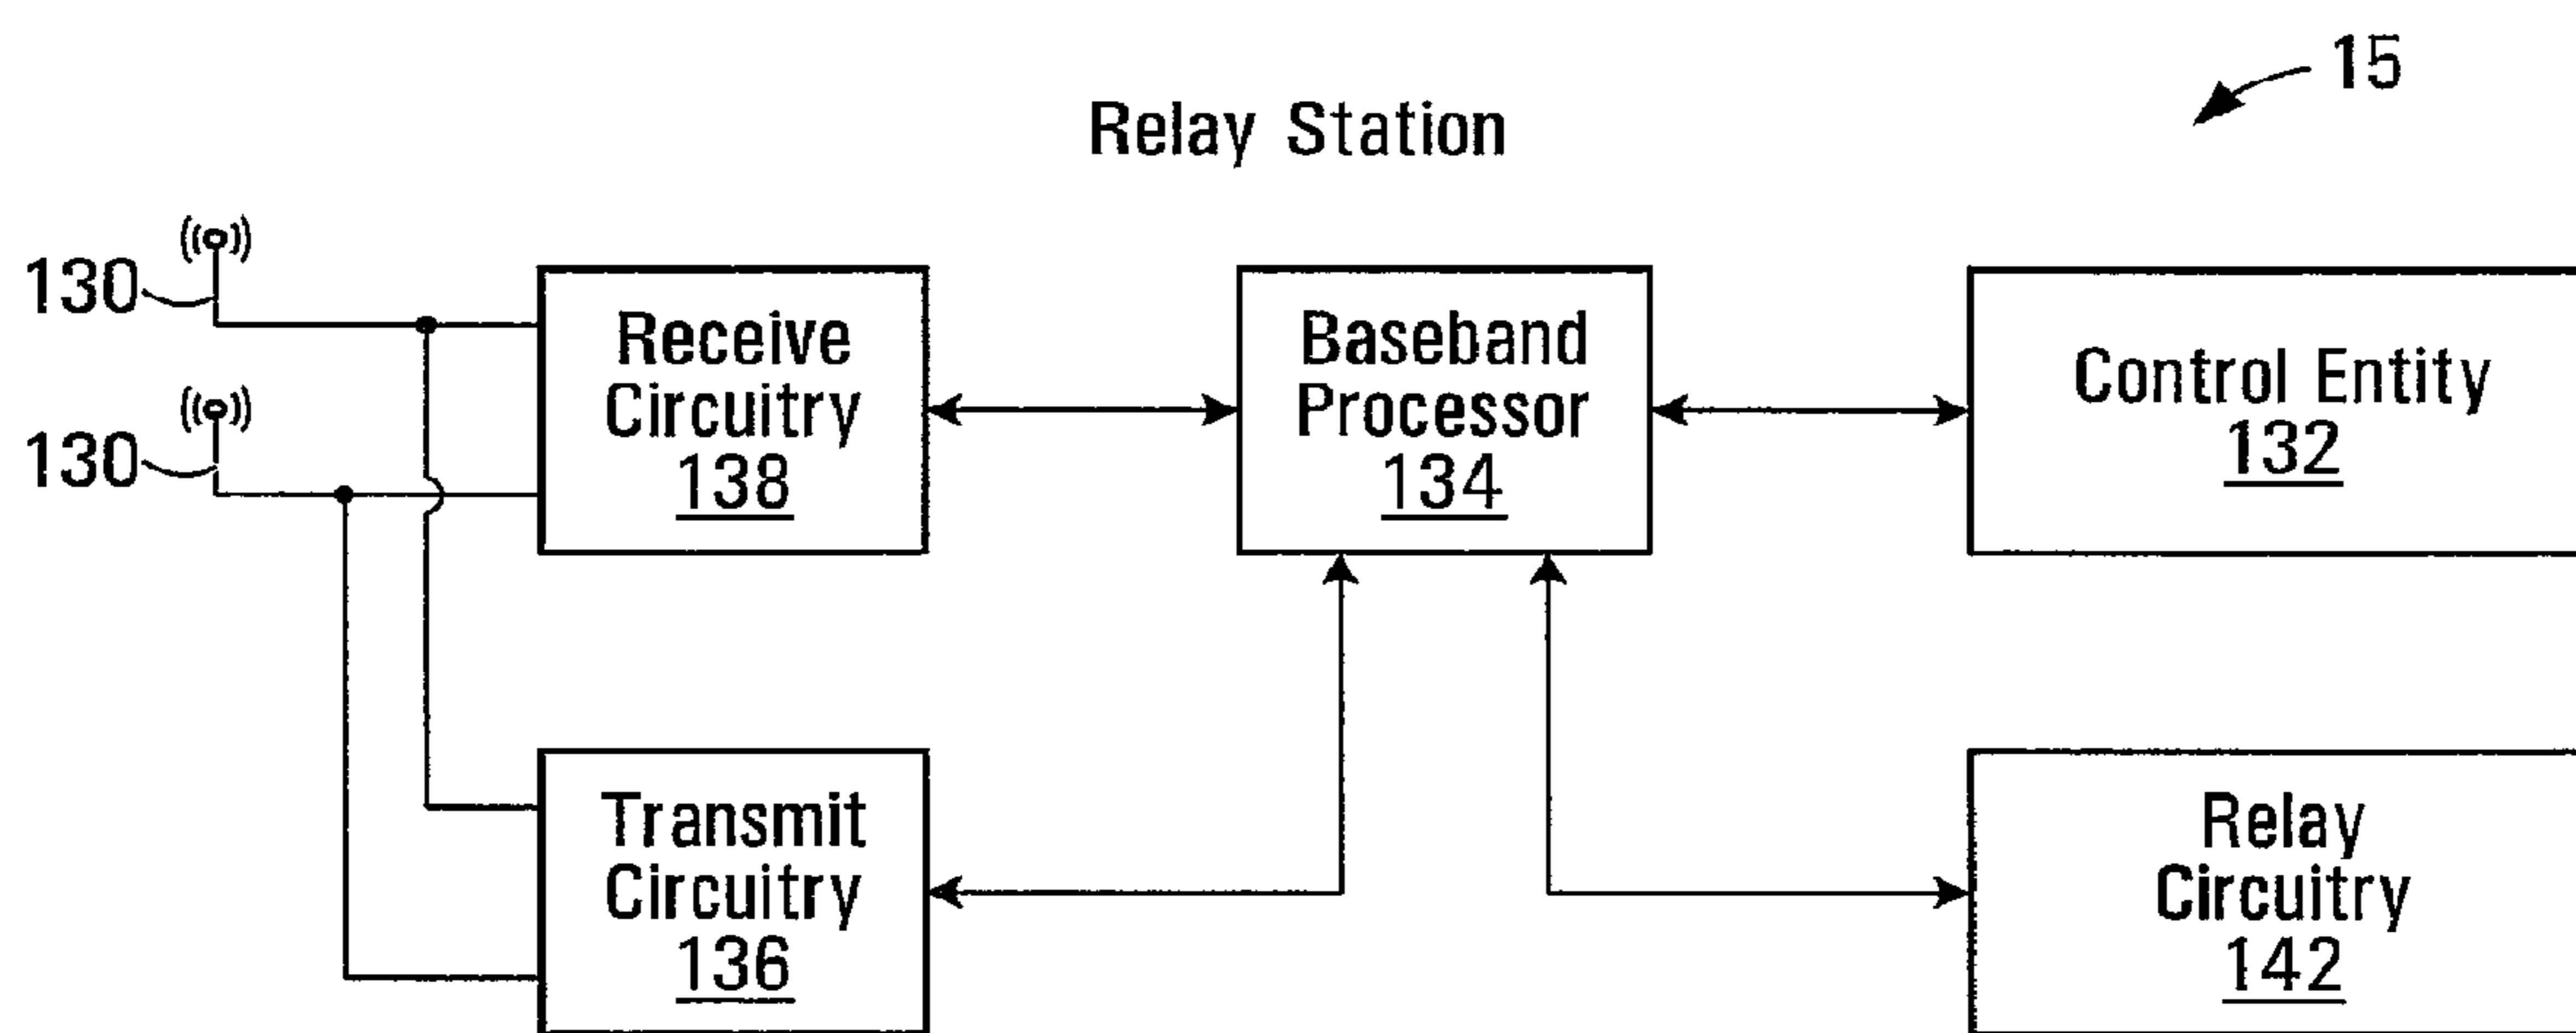 15
Relay Station
130
130
Receive
Circuitry
138
Baseband
Processor
134
Control Entity
132
Transmit
Circuitry
136
Relay
Circuitry
142